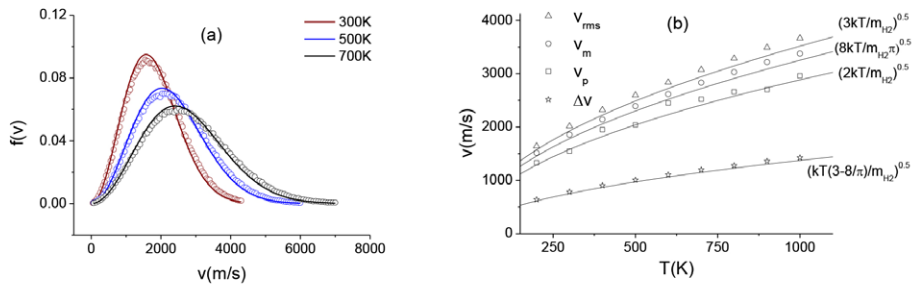 (a)
300K
500K
700K
0.12
0.08
0.04
0.00
f(v)
0 2000 4000 6000 8000
v(m/s)
(b)
V_rms
V_m
V_p
ΔV
4000
3000
2000
1000
0
v(m/s)
250 500 750 1000
T(K)
(3kT/m_H2)^0.5
(8kT/m_H2π)^0.5
(2kT/m_H2)^0.5
(kT(3-8/π)/m_H2)^0.5